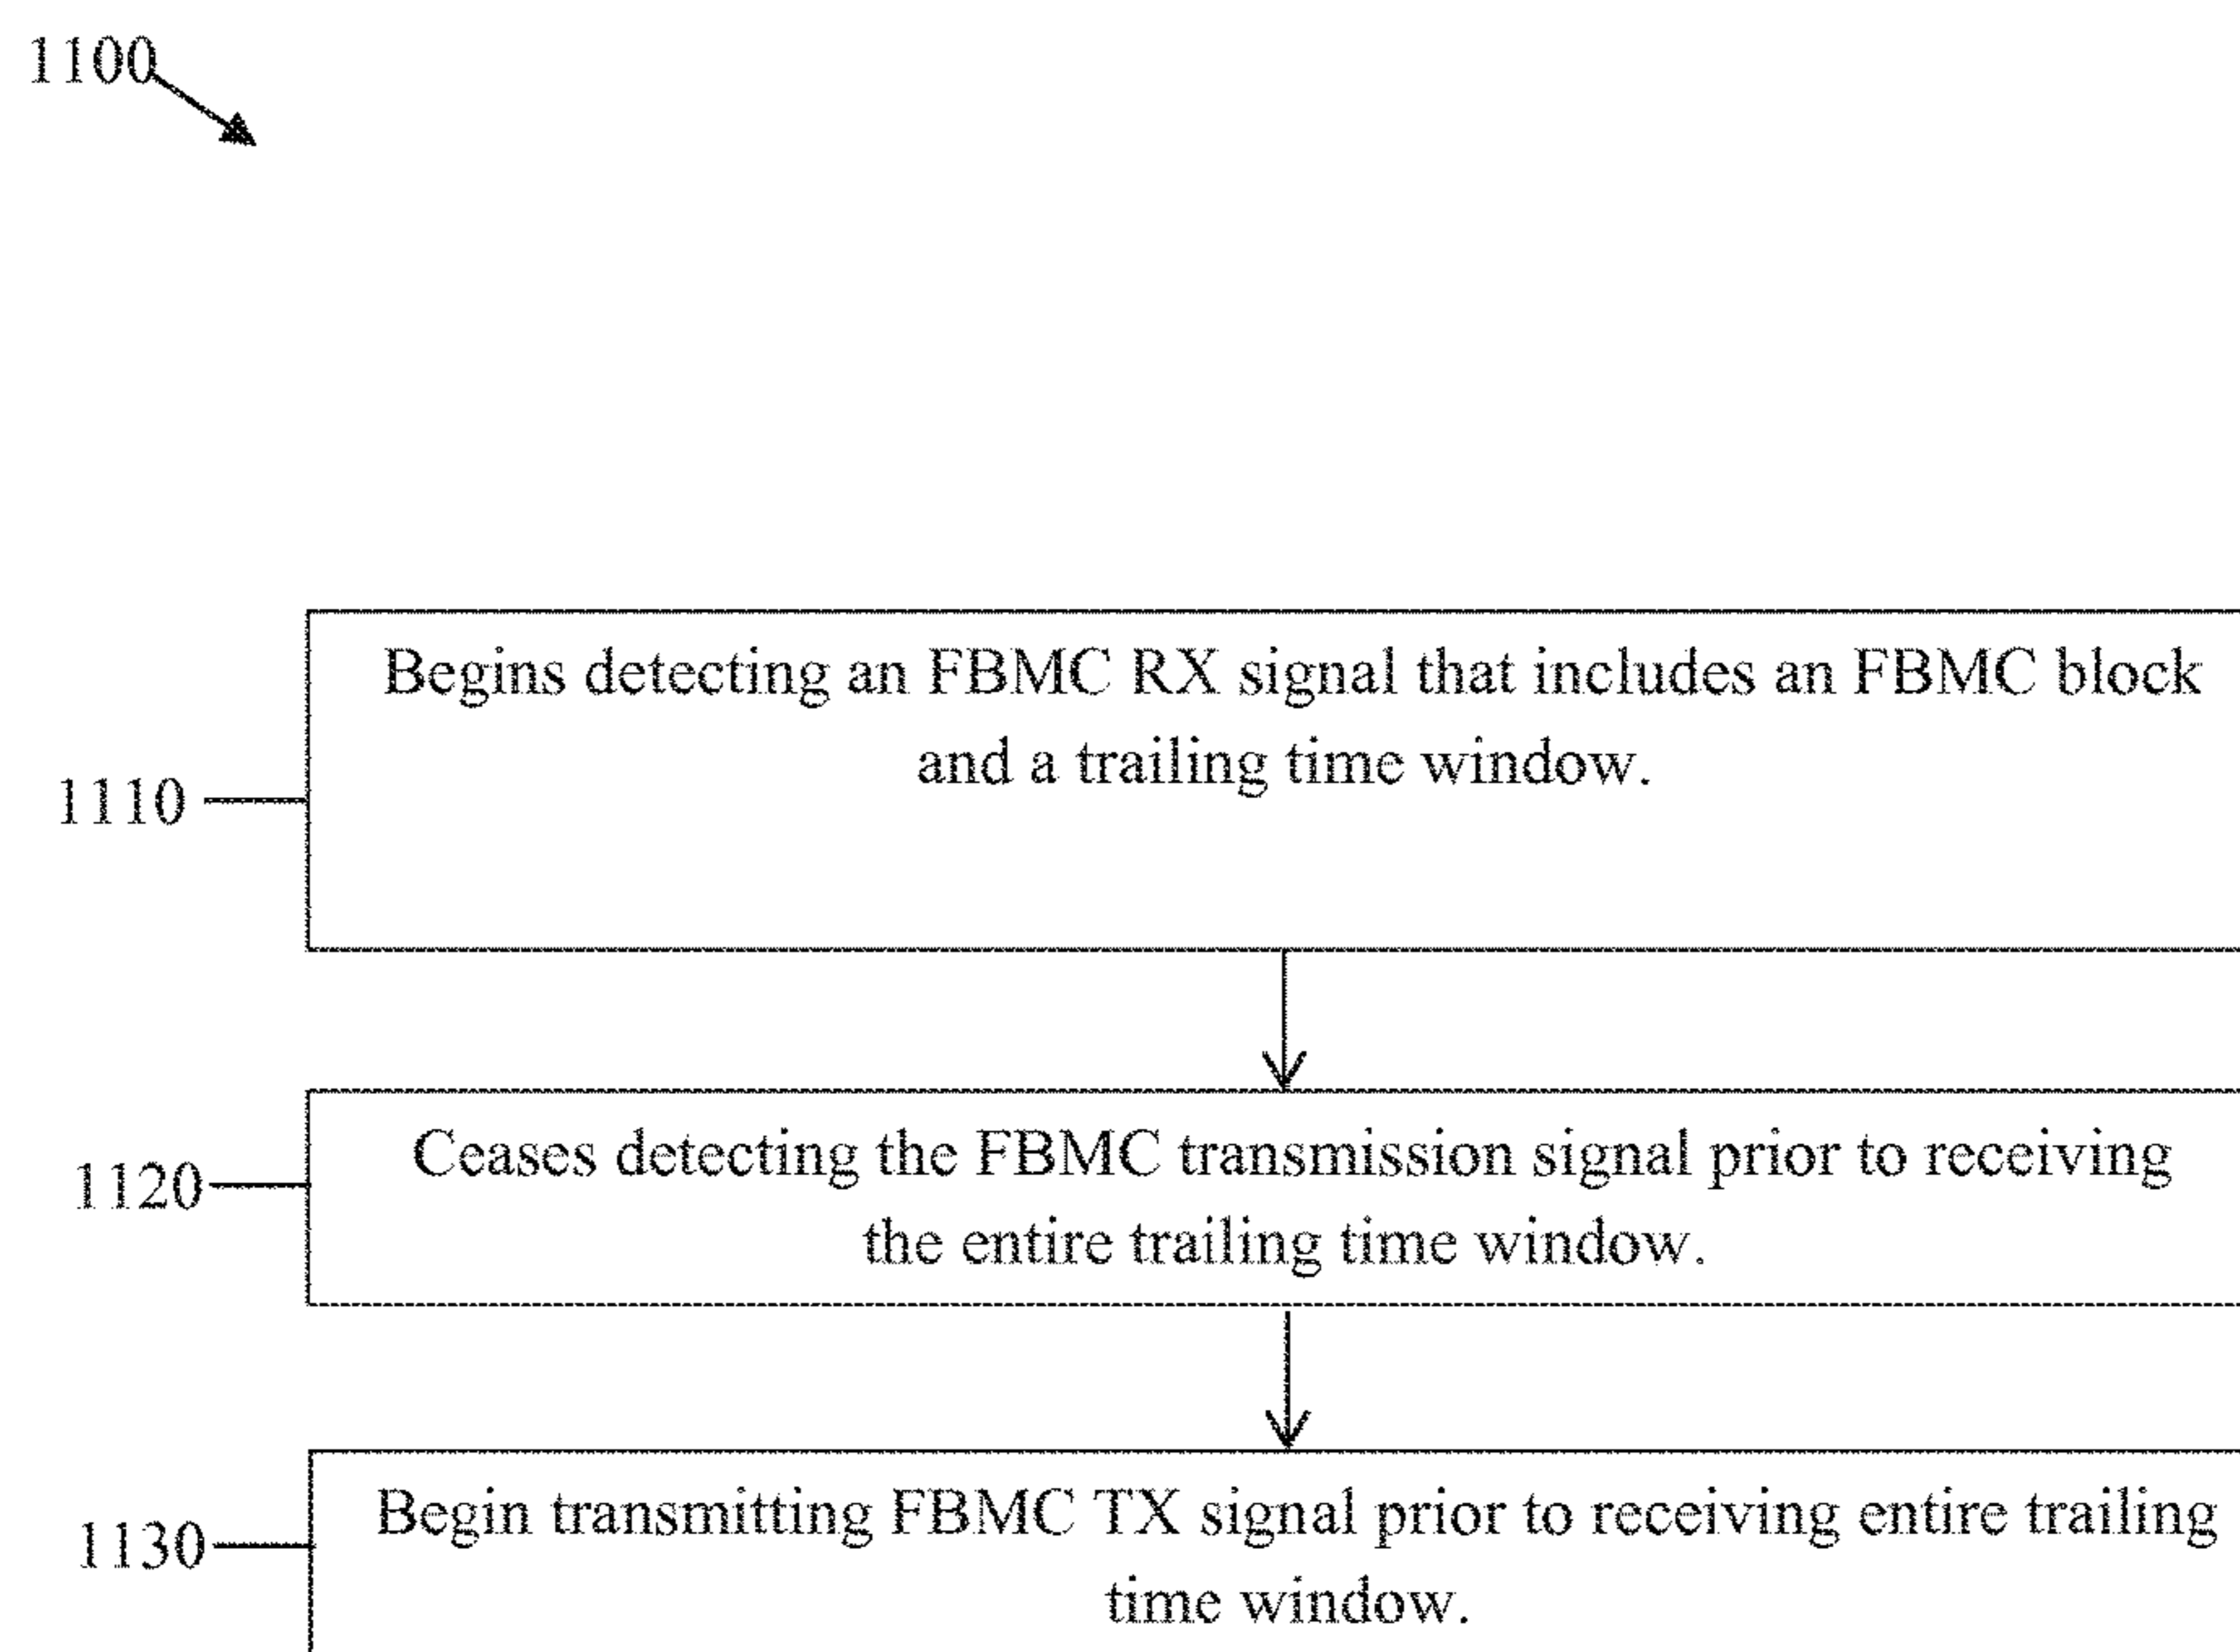 1100
Begins detecting an FBMC RX signal that includes an FBMC block
and a trailing time window.
1110
Ceases detecting the FBMC transmission signal prior to receiving
the entire trailing time window.
1120
Begin transmitting FBMC TX signal prior to receiving entire trailing
time window.
1130